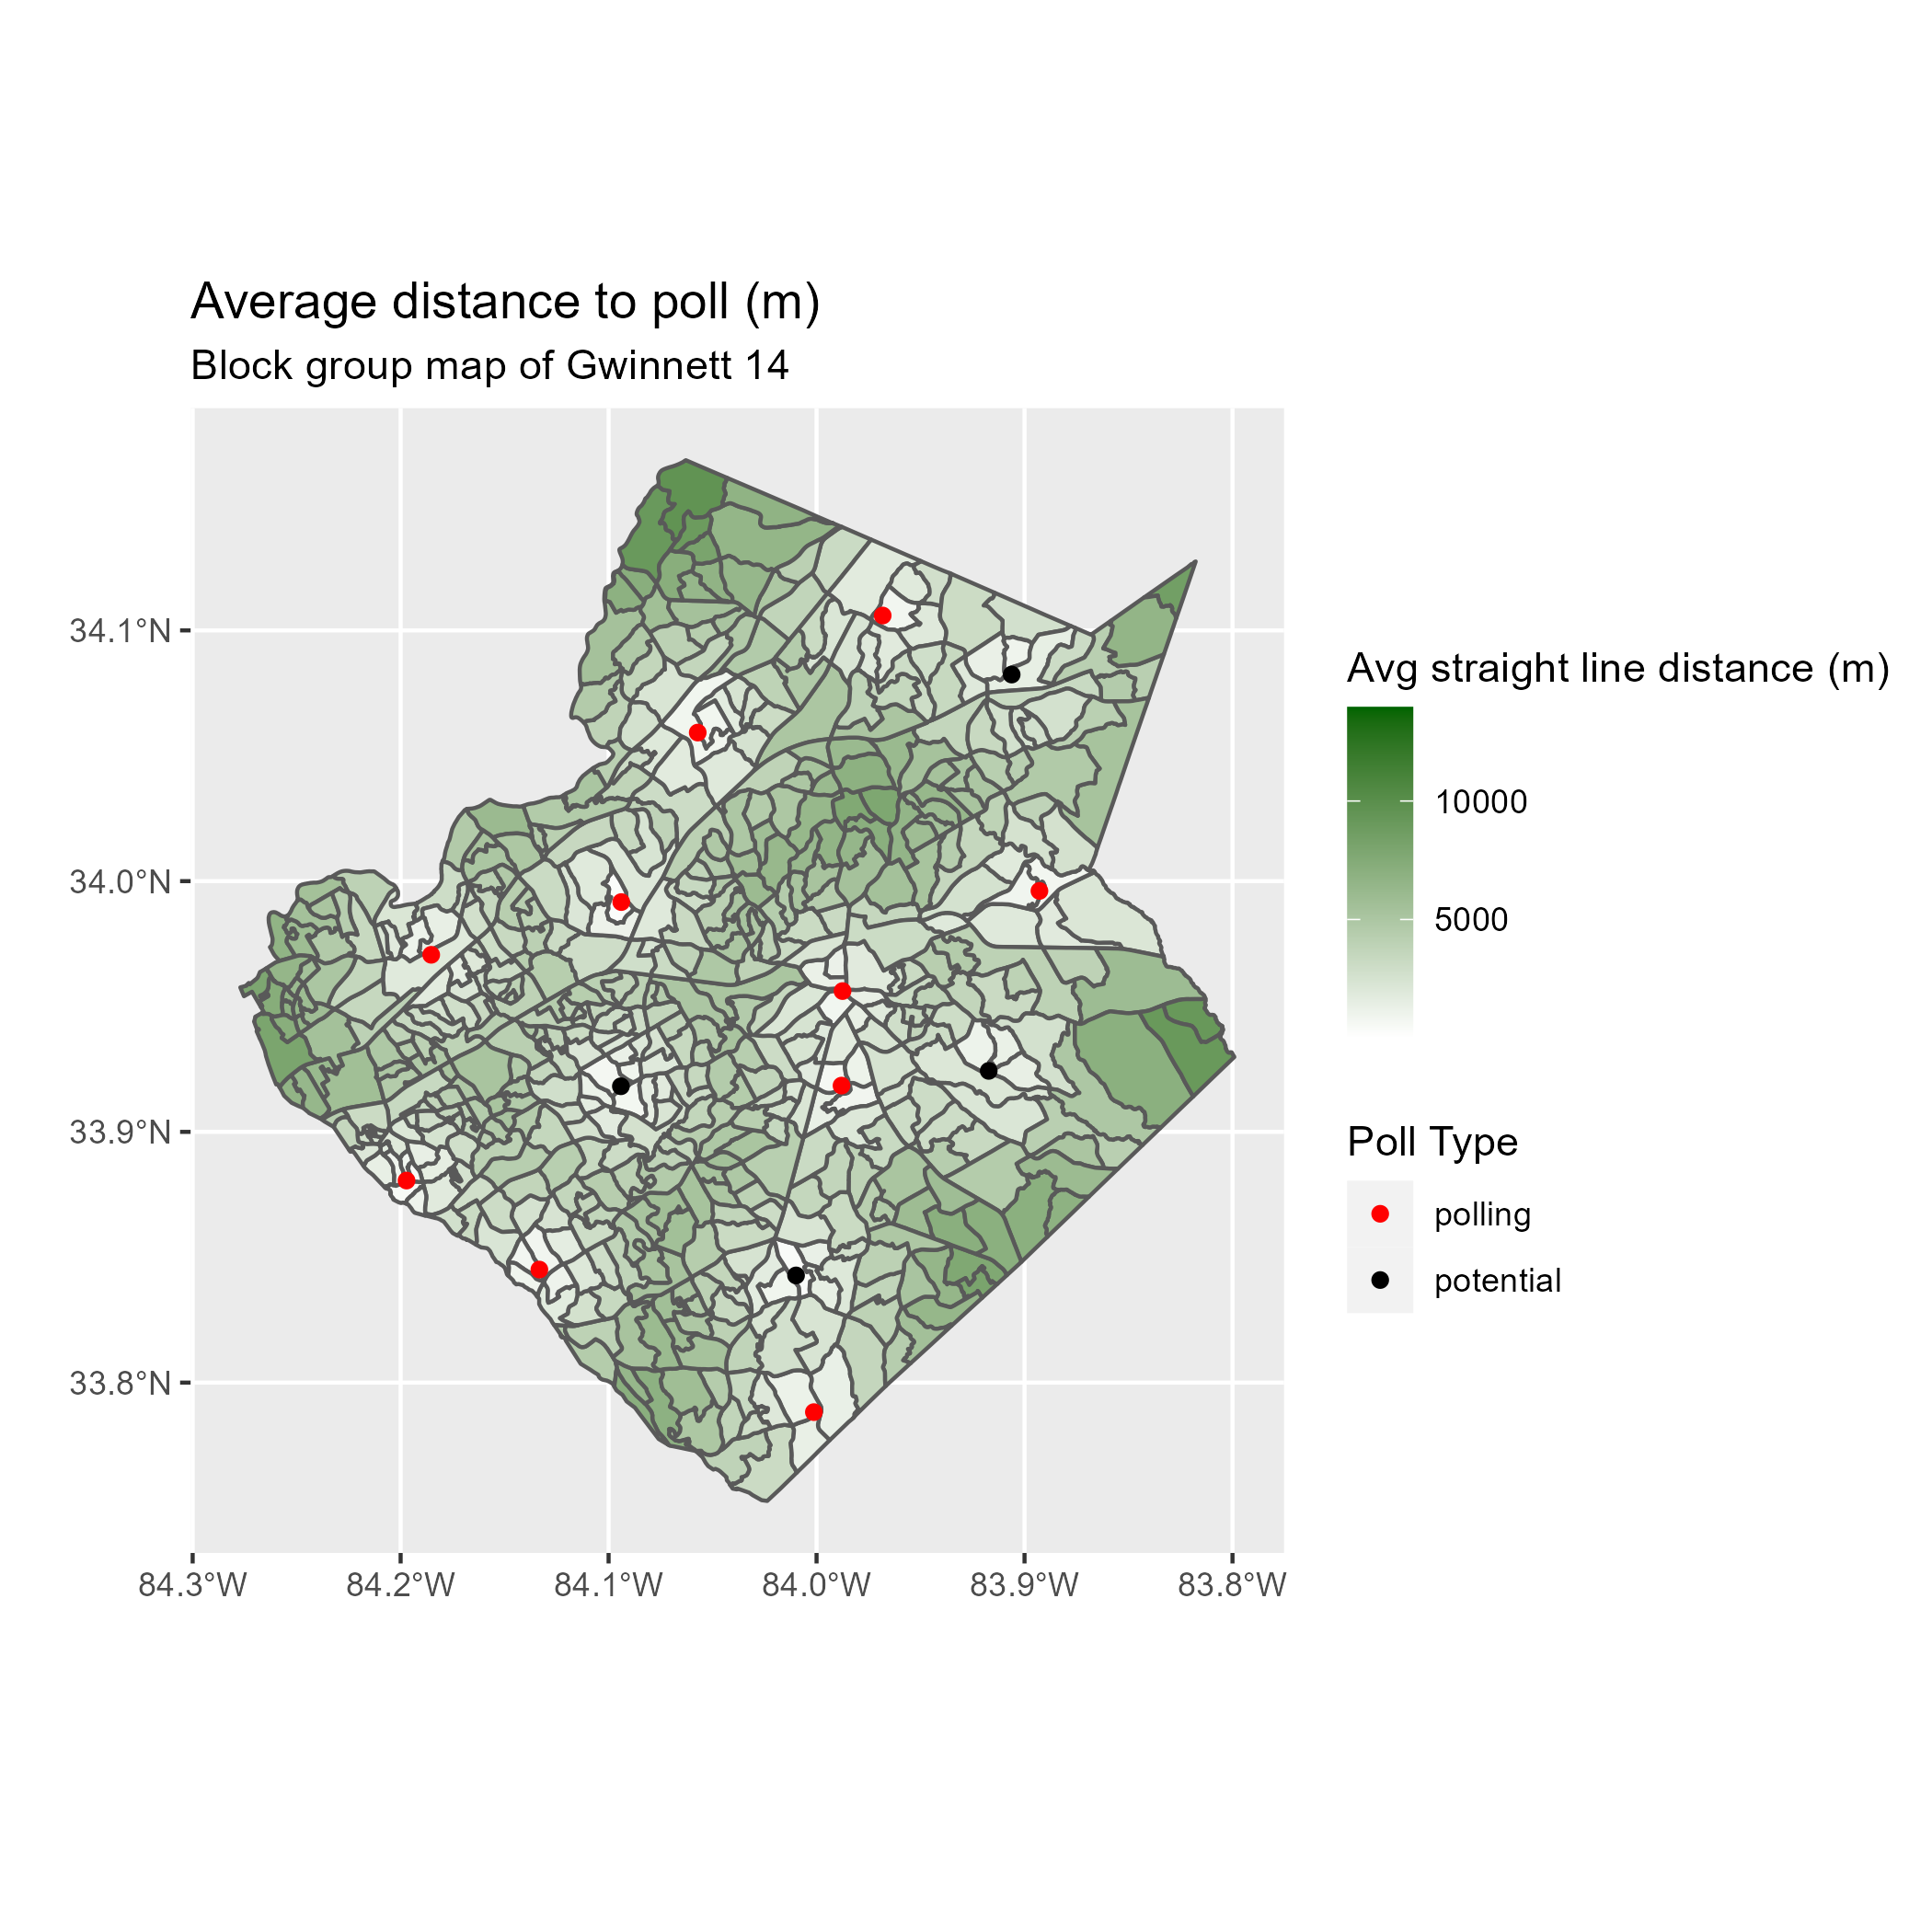 Average distance to poll (m)
Block group map of Gwinnett 14
34.1°N
34.0°N
33.9°N
33.8°N
84.3°W 84.2°W 84.1°W 84.0°W 83.9°W 83.8°W
Avg straight line distance (m)
10000
5000
Poll Type
polling
potential